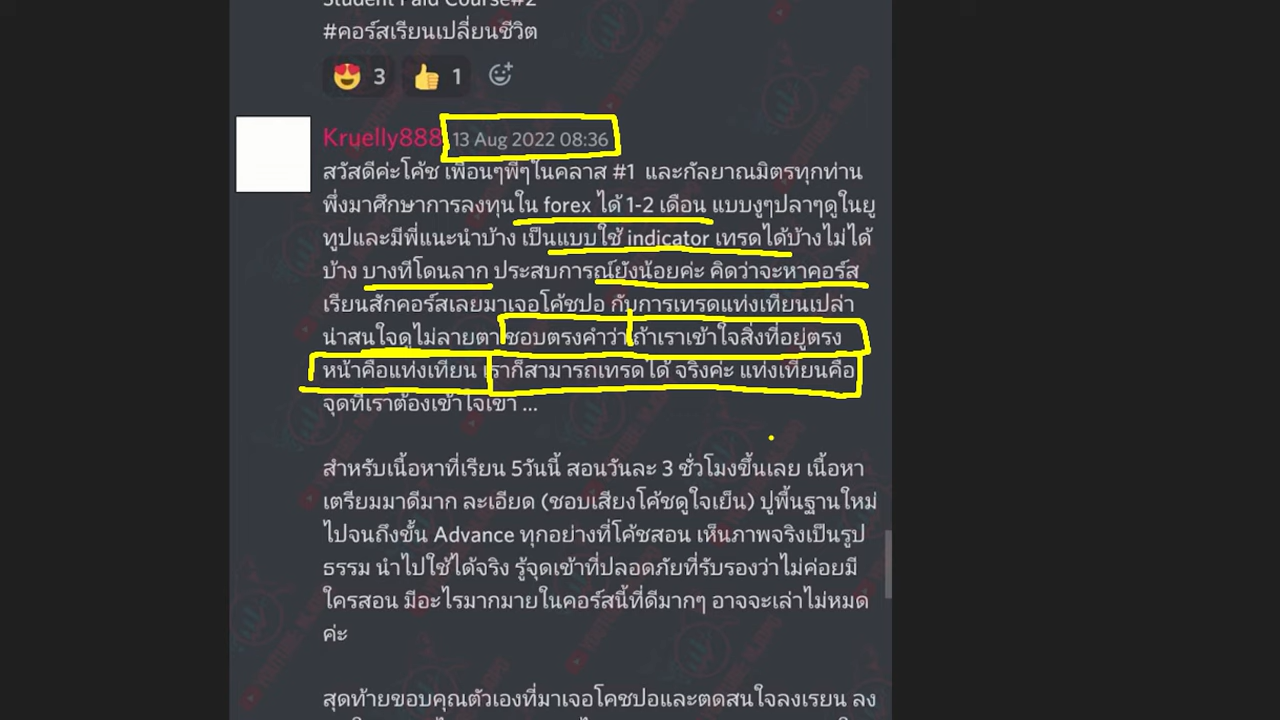 Student Paid Course#2
#คอร์สเรียนเปลี่ยนชีวิต
3 1
Kruelly888 13 Aug 2022 08:36
สวัสดีค่ะโค้ช เพื่อนๆพี่ๆในคลาส #1 และกัลยาณมิตรทุกท่าน
พึ่งมาศึกษาการลงทุนใน forex ได้ 1-2 เดือน แบบงูๆปลาๆดูในยู
ทูปและมีพี่แนะนำบ้าง เป็นแบบใช้ indicator เทรดได้บ้างไม่ได้
บ้าง บางทีโดนลาก ประสบการณ์ยังน้อยค่ะ คิดว่าจะหาคอร์ส
เรียนสักคอร์สเลยมาเจอโค้ชปอ กับการเทรดแท่งเทียนเปล่า
น่าสนใจดูไม่ลายตา ชอบตรงคำว่า ถ้าเราเข้าใจสิ่งที่อยู่ตรง
หน้าคือแท่งเทียน เราก็สามารถเทรดได้ จริงค่ะ แท่งเทียนคือ
จุดที่เราต้องเข้าใจเขา ...
สำหรับเนื้อหาที่เรียน 5วันนี้ สอนวันละ 3 ชั่วโมงขึ้นเลย เนื้อหา
เตรียมมาดีมาก ละเอียด (ชอบเสียงโค้ชดูใจเย็น) ปูพื้นฐานใหม่
ไปจนถึงขั้น Advance ทุกอย่างที่โค้ชสอน เห็นภาพจริงเป็นรูป
ธรรม นำไปใช้ได้จริง รู้จุดเข้าที่ปลอดภัยที่รับรองว่าไม่ค่อยมี
ใครสอน มีอะไรมากมายในคอร์สนี้ที่ดีมากๆ อาจจะเล่าไม่หมด
ค่ะ
สุดท้ายขอบคุณตัวเองที่มาเจอโคชปอและตดสนใจลงเรยน ลง